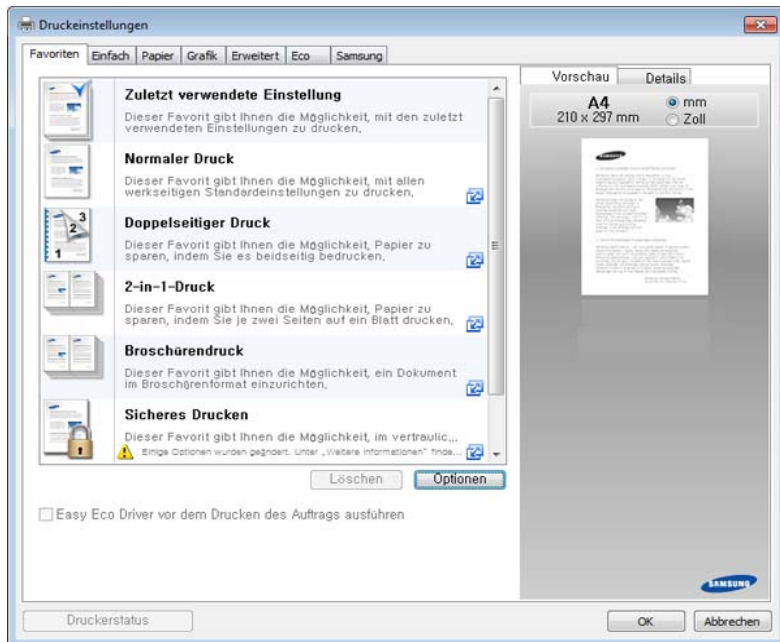 Druckeinstellungen
Favoriten Einfach Papier Grafik Erweitert Eco Samsung
Zuletzt verwendete Einstellung
Dieser Favorit gibt Ihnen die Möglichkeit, mit den zuletzt
verwendeten Einstellungen zu drucken.
Normaler Druck
Dieser Favorit gibt Ihnen die Möglichkeit, mit allen
werkseitigen Standardeinstellungen zu drucken.
Doppelseitiger Druck
Dieser Favorit gibt Ihnen die Möglichkeit, Papier zu
sparen, indem Sie es beidseitig bedrucken.
2-in-1-Druck
Dieser Favorit gibt Ihnen die Möglichkeit, Papier zu
sparen, indem Sie je zwei Seiten auf ein Blatt drucken.
Broschürendruck
Dieser Favorit gibt Ihnen die Möglichkeit, ein Dokument
im Broschürenformat einzurichten.
Sicheres Drucken
Dieser Favorit gibt Ihnen die Möglichkeit, im vertraulic...
Einige Optionen wurden geändert. Unter „Weitere Informationen" finde...
Löschen Optionen
Easy Eco Driver vor dem Drucken des Auftrags ausführen
Druckerstatus
Vorschau Details
A4
210 x 297 mm
mm
Zoll
SAMSUNG
SAMSUNG
OK Abbrechen